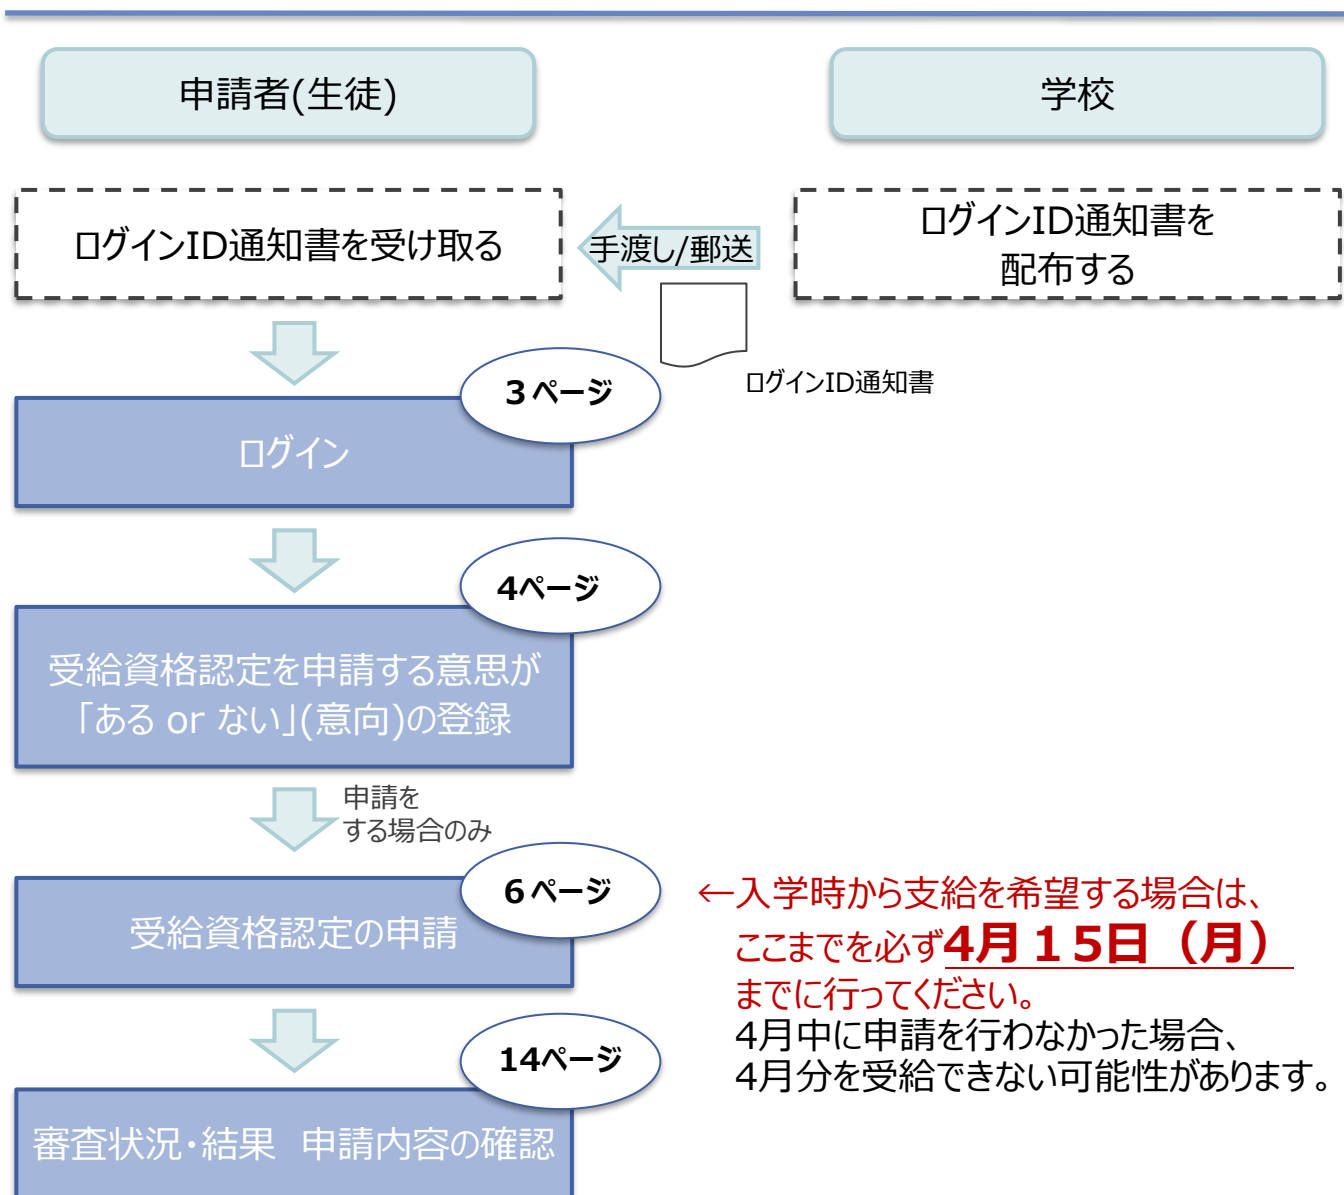 申請者(生徒)
学校
ログインID通知書を受け取る
手渡し/郵送
ログインID通知書を
配布する
ログインID通知書
3ページ
ログイン
4ページ
受給資格認定を申請する意思が
「ある or ない」(意向)の登録
申請を
する場合のみ
6ページ
受給資格認定の申請
←入学時から支給を希望する場合は、
ここまでを必ず4月15日（月）
までに行ってください。
4月中に申請を行わなかった場合、
4月分を受給できない可能性があります。
14ページ
審査状況・結果　申請内容の確認